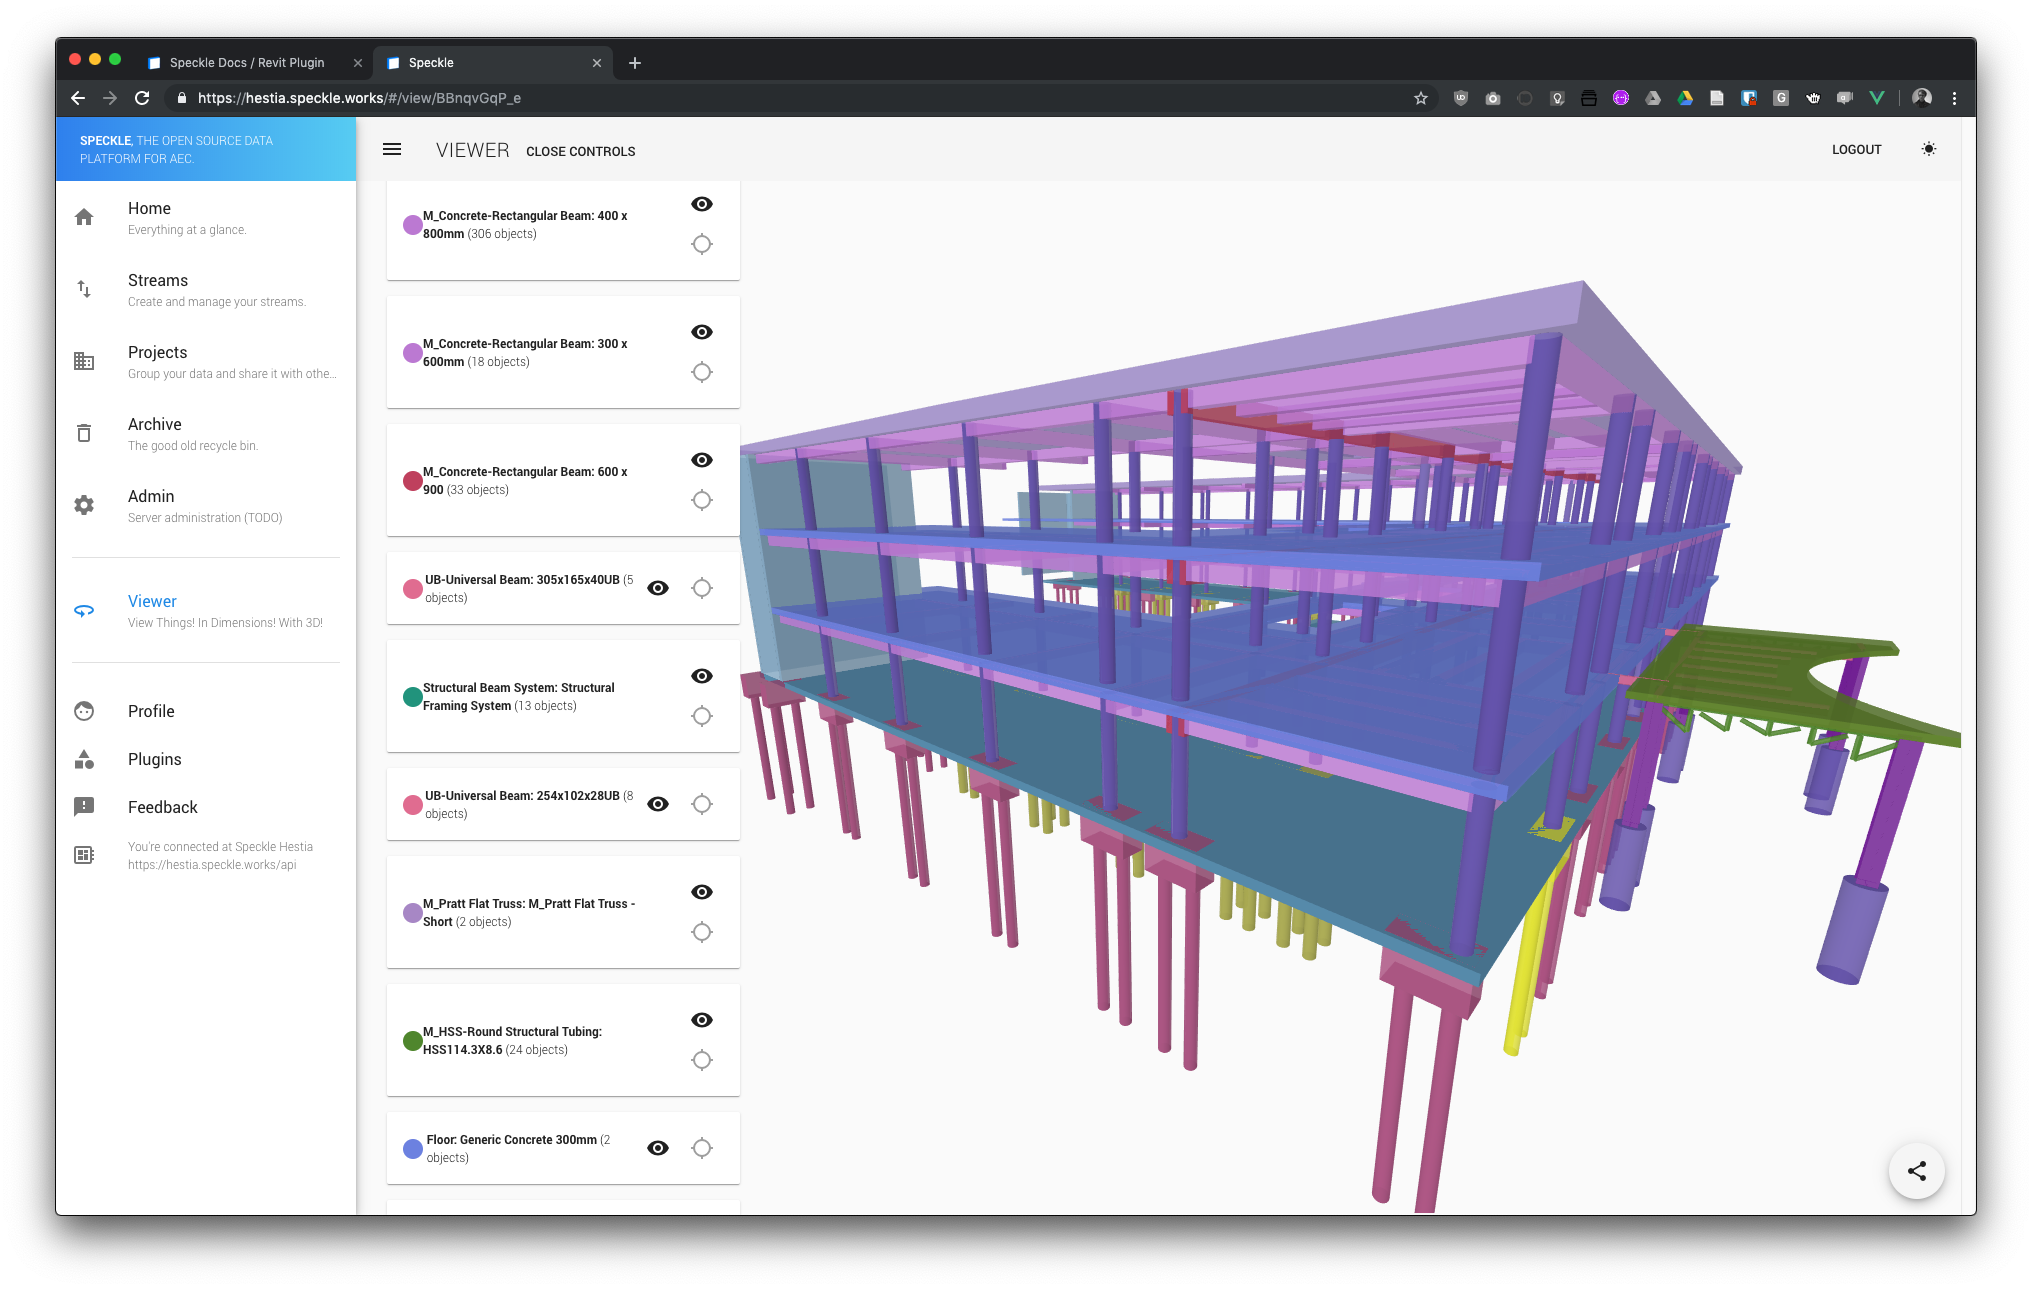 Speckle Docs / Revit Plugin
Speckle
https://hestia.speckle.works/#/view/BBnqvGqP_e
SPECKLE, THE OPEN SOURCE DATA
PLATFORM FOR AEC.
Home
Everything at a glance.
Streams
Create and manage your streams.
Projects
Group your data and share it with othe...
Archive
The good old recycle bin.
Admin
Server administration (TODO)
Viewer
View Things! In Dimensions! With 3D!
Profile
Plugins
Feedback
You're connected at Speckle Hestia
https://hestia.speckle.works/api
VIEWER
CLOSE CONTROLS
LOGOUT
M_Concrete-Rectangular Beam: 400 x
800mm (306 objects)
M_Concrete-Rectangular Beam: 300 x
600mm (18 objects)
M_Concrete-Rectangular Beam: 600 x
900 (33 objects)
UB-Universal Beam: 305x165x40UB (5
objects)
Structural Beam System: Structural
Framing System (13 objects)
UB-Universal Beam: 254x102x28UB (8
objects)
M_Pratt Flat Truss: M_Pratt Flat Truss -
Short (2 objects)
M_HSS-Round Structural Tubing:
HSS114.3X8.6 (24 objects)
Floor: Generic Concrete 300mm (2
objects)